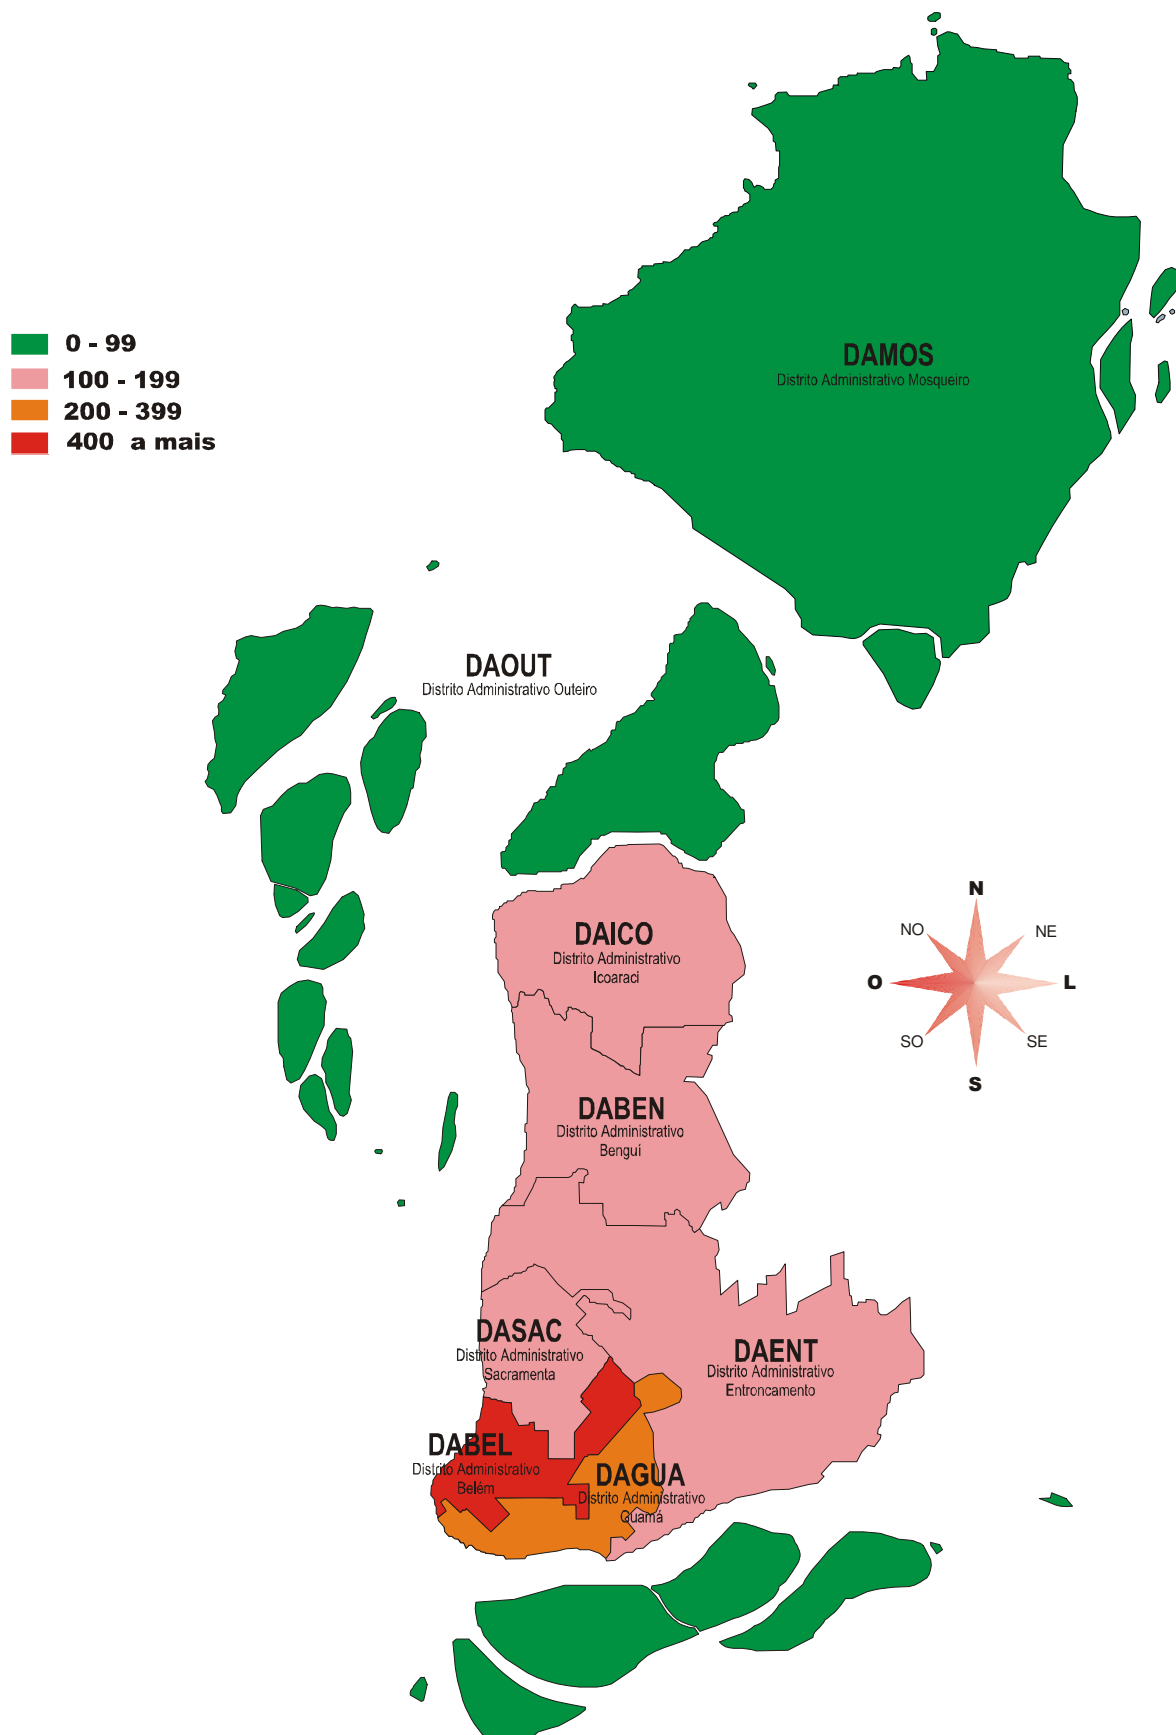 0 - 99
100 - 199
200 - 399
400 a mais
DAMOS
Distrito Administrativo Mosqueiro
DAOUT
Distrito Administrativo Outeiro
DAICO
Distrito Administrativo
Icoaraci
N
NO
NE
O
L
SO
SE
S
DABEN
Distrito Administrativo
Benguí
DASAC
Distrito Administrativo
Sacramenta
DAENT
Distrito Administrativo
Entroncamento
DABEL
Distrito Administrativo
Belém
DAGUA
Distrito Administrativo
Guamá